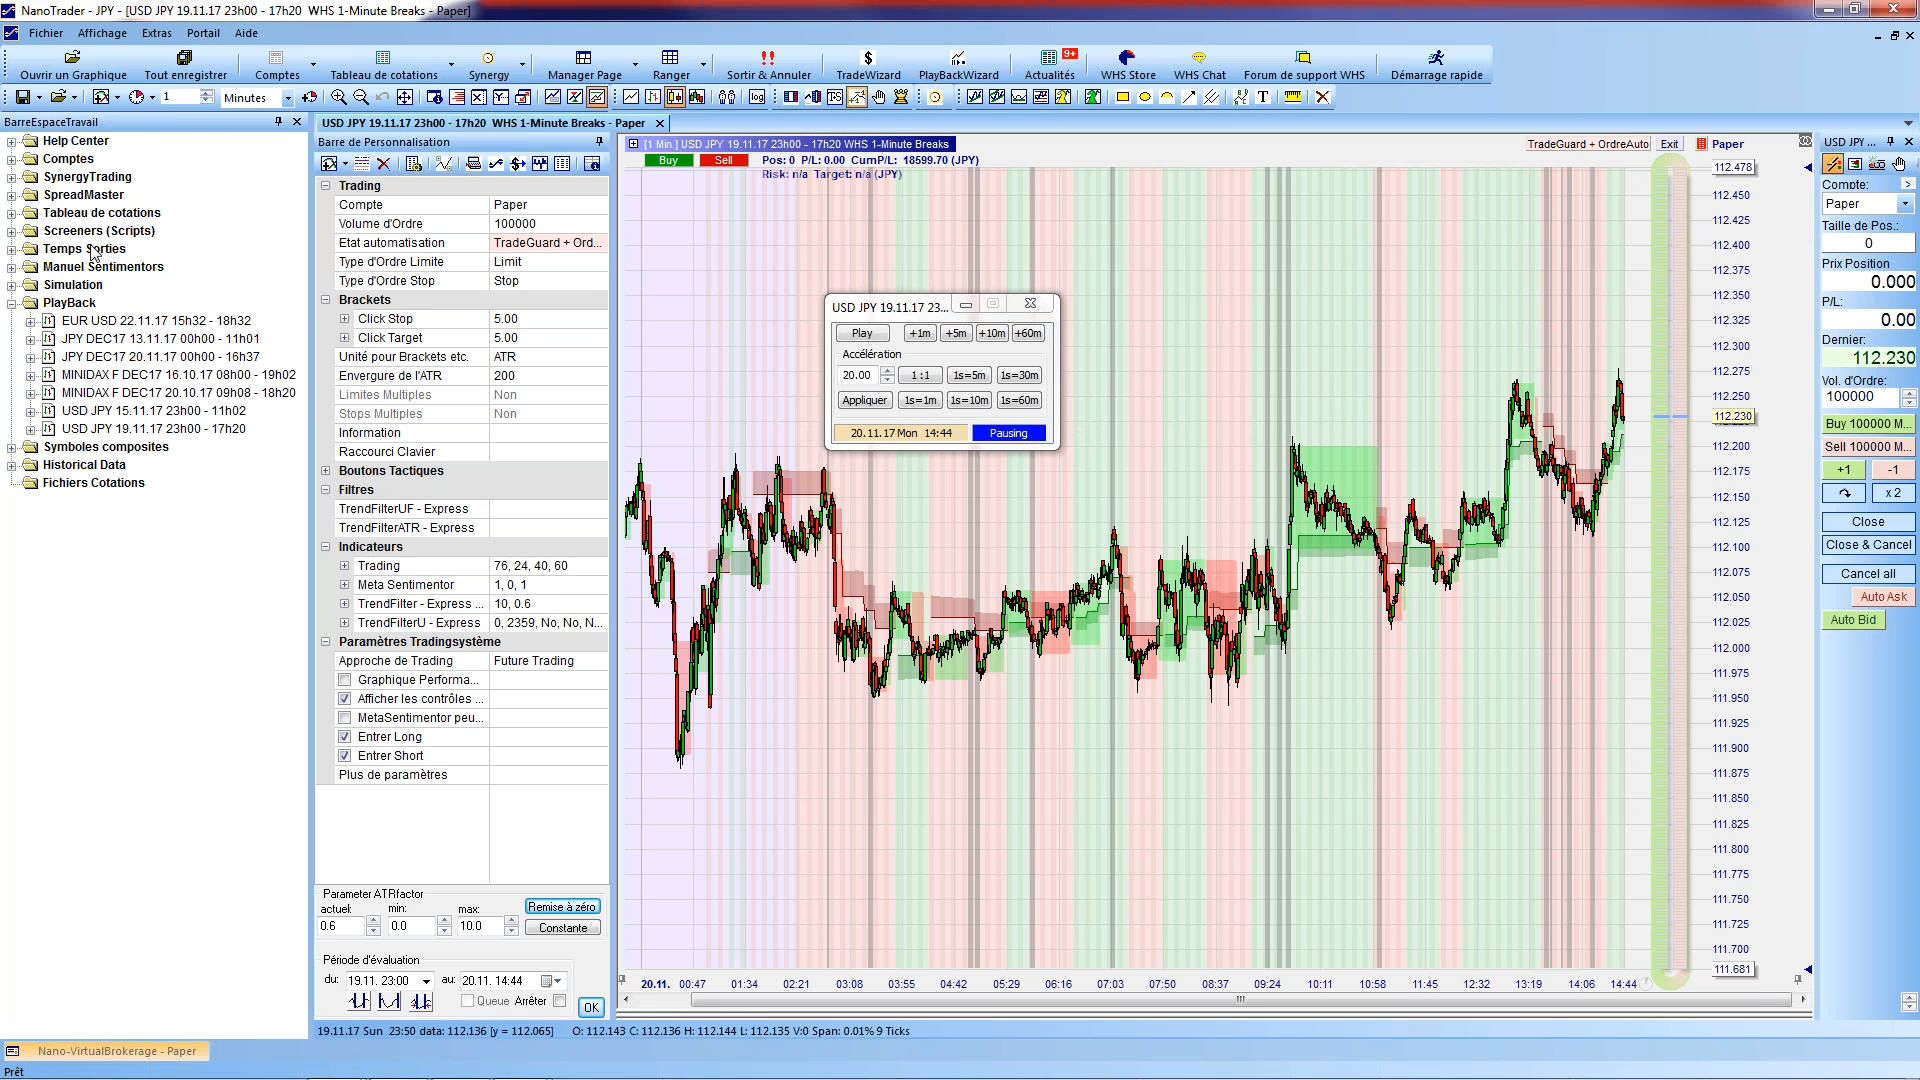 NanoTrader - JPY - [USD JPY 19.11.17 23h00 - 17h20  WHS 1-Minute Breaks - Paper]
Fichier Affichage Extras Portail Aide
Ouvrir un Graphique Tout enregistrer Comptes Tableau de cotations Synergy Manager Page Ranger Sortir & Annuler TradeWizard PlayBackWizard Actualités 9+ WHS Store WHS Chat Forum de support WHS Démarrage rapide
1 Minutes log
BarreEspaceTravail
Help Center
Comptes
SynergyTrading
SpreadMaster
Tableau de cotations
Screeners (Scripts)
Temps Sorties
Manuel Sentimentors
Simulation
PlayBack
EUR USD 22.11.17 15h32 - 18h32
JPY DEC17 13.11.17 00h00 - 11h01
JPY DEC17 20.11.17 00h00 - 16h37
MINIDAX F DEC17 16.10.17 08h00 - 19h02
MINIDAX F DEC17 20.10.17 09h08 - 18h20
USD JPY 15.11.17 23h00 - 11h02
USD JPY 19.11.17 23h00 - 17h20
Symboles composites
Historical Data
Fichiers Cotations
USD JPY 19.11.17 23h00 - 17h20  WHS 1-Minute Breaks - Paper
Barre de Personnalisation
Trading
Compte Paper
Volume d'Ordre 100000
Etat automatisation TradeGuard + Ord...
Type d'Ordre Limite Limit
Type d'Ordre Stop Stop
Brackets
Click Stop 5.00
Click Target 5.00
Unité pour Brackets etc. ATR
Envergure de l'ATR 200
Limites Multiples Non
Stops Multiples Non
Information
Raccourci Clavier
Boutons Tactiques
Filtres
TrendFilterUF - Express
TrendFilterATR - Express
Indicateurs
Trading 76, 24, 40, 60
Meta Sentimentor 1, 0, 1
TrendFilter - Express ... 10, 0.6
TrendFilterU - Express 0, 2359, No, No, N...
Paramètres Tradingsystème
Approche de Trading Future Trading
Graphique Performa...
Afficher les contrôles ...
MetaSentimentor peu...
Entrer Long
Entrer Short
Plus de paramètres
Parameter ATRfactor
actuel: min: max: Remise à zéro
0.6 0.0 10.0 Constante
Période d'évaluation
du: 19.11. 23:00 au: 20.11. 14:44
Queue Arrêter OK
[1 Min.] USD JPY 19.11.17 23h00 - 17h20 WHS 1-Minute Breaks
TradeGuard + OrdreAuto Exit Paper
Buy Sell Pos: 0  P/L: 0.00  CumP/L:  18599.70 (JPY)
Risk: n/a  Target: n/a (JPY)
USD JPY 19.11.17 23...
Play +1m +5m +10m +60m
Accélération
20.00 1 : 1 1s=5m 1s=30m
Appliquer 1s=1m 1s=10m 1s=60m
20.11.17 Mon  14:44 Pausing
112.478
112.450
112.425
112.400
112.375
112.350
112.325
112.300
112.275
112.250
112.230
112.200
112.175
112.150
112.125
112.100
112.075
112.050
112.025
112.000
111.975
111.950
111.925
111.900
111.875
111.850
111.825
111.800
111.775
111.750
111.725
111.700
111.681
20.11. 00:47 01:34 02:21 03:08 03:55 04:42 05:29 06:16 07:03 07:50 08:37 09:24 10:11 10:58 11:45 12:32 13:19 14:06 14:44
USD JPY ...
Compte: >
Paper
Taille de Pos.:
0
Prix Position
0.000
P/L:
0.00
Dernier:
112.230
Vol. d'Ordre:
100000
Buy 100000 M...
Sell 100000 M...
+1 -1
x 2
Close
Close & Cancel
Cancel all
Auto Ask
Auto Bid
19.11.17 Sun  23:50 data: 112.136 [y = 112.065] O: 112.143 C: 112.136 H: 112.144 L: 112.135 V:0 Span: 0.01% 9 Ticks
Nano-VirtualBrokerage - Paper
Prêt